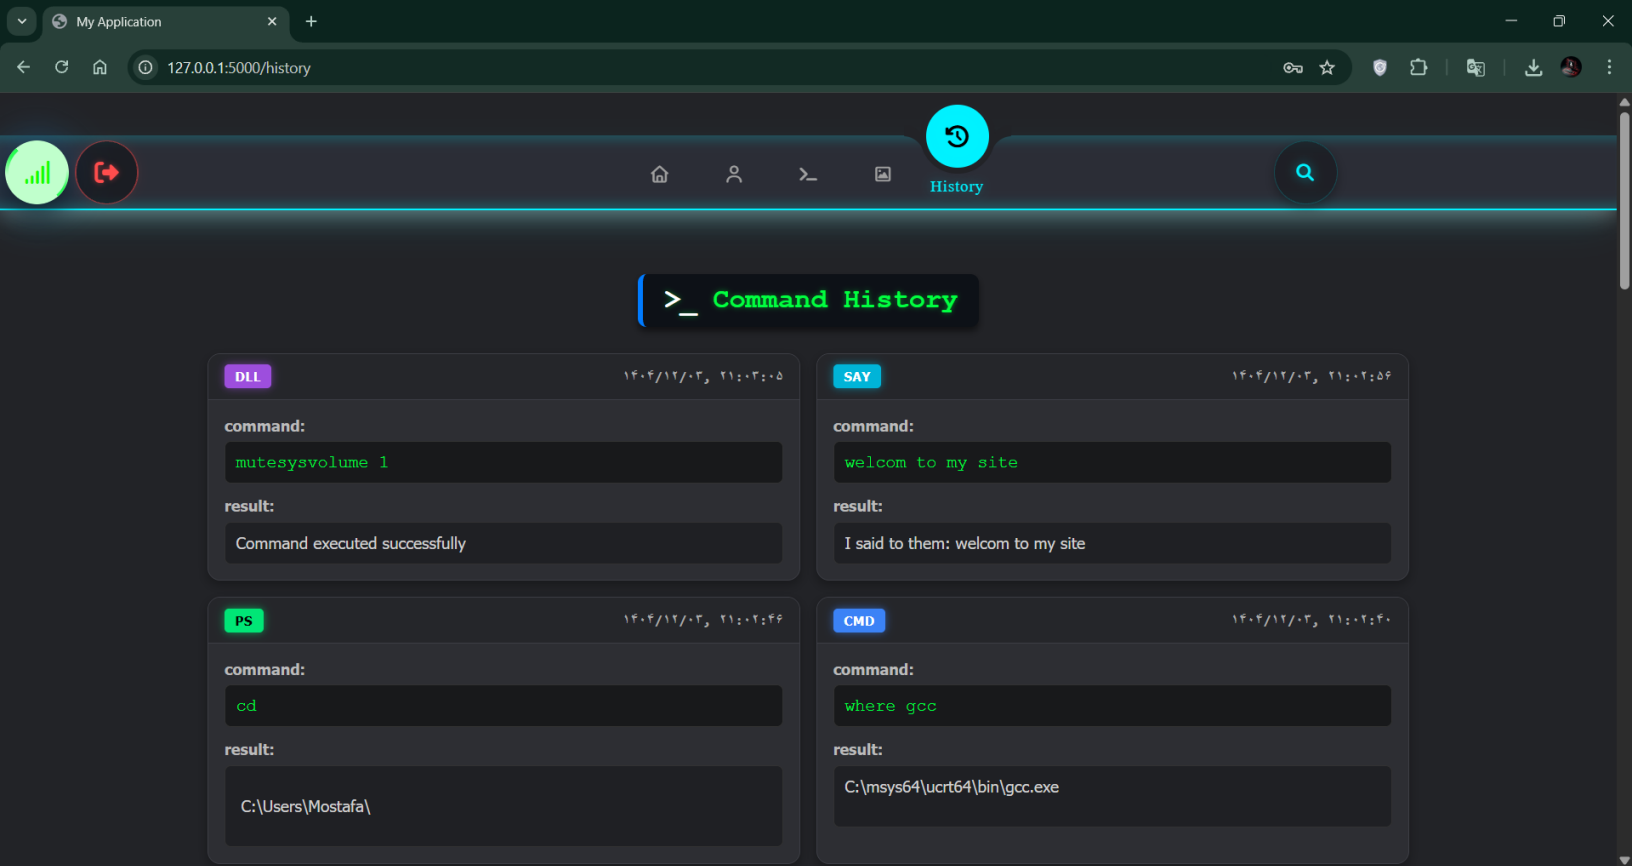 My Application
127.0.0.1:5000/history
History
>_ Command History
DLL
۱۴۰۴/۱۲/۰۳, ۲۱:۰۳:۰۵
command:
mutesysvolume 1
result:
Command executed successfully
SAY
۱۴۰۴/۱۲/۰۳, ۲۱:۰۲:۵۶
command:
welcom to my site
result:
I said to them: welcom to my site
PS
۱۴۰۴/۱۲/۰۳, ۲۱:۰۲:۴۶
command:
cd
result:
C:\Users\Mostafa\
CMD
۱۴۰۴/۱۲/۰۳, ۲۱:۰۲:۴۰
command:
where gcc
result:
C:\msys64\ucrt64\bin\gcc.exe